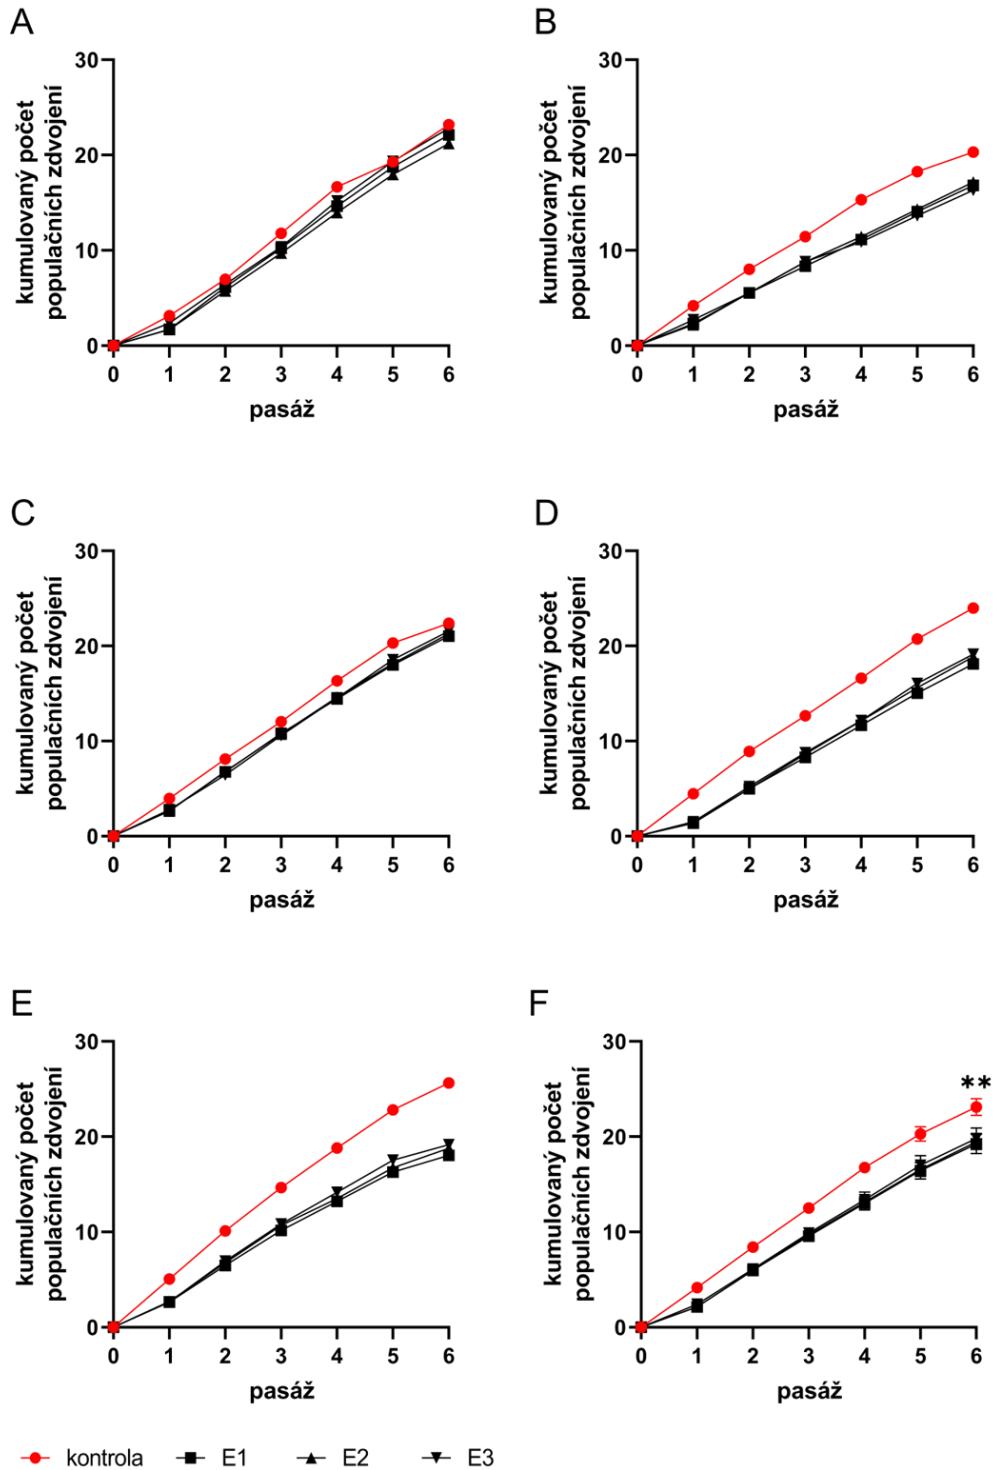 A
kumulovaný počet
populačních zdvojení
30
20
10
0
0 1 2 3 4 5 6
pasáž
B
kumulovaný počet
populačních zdvojení
30
20
10
0
0 1 2 3 4 5 6
pasáž
C
kumulovaný počet
populačních zdvojení
30
20
10
0
0 1 2 3 4 5 6
pasáž
D
kumulovaný počet
populačních zdvojení
30
20
10
0
0 1 2 3 4 5 6
pasáž
E
kumulovaný počet
populačních zdvojení
30
20
10
0
0 1 2 3 4 5 6
pasáž
F
kumulovaný počet
populačních zdvojení
30
20
10
0
**
0 1 2 3 4 5 6
pasáž
kontrola E1 E2 E3